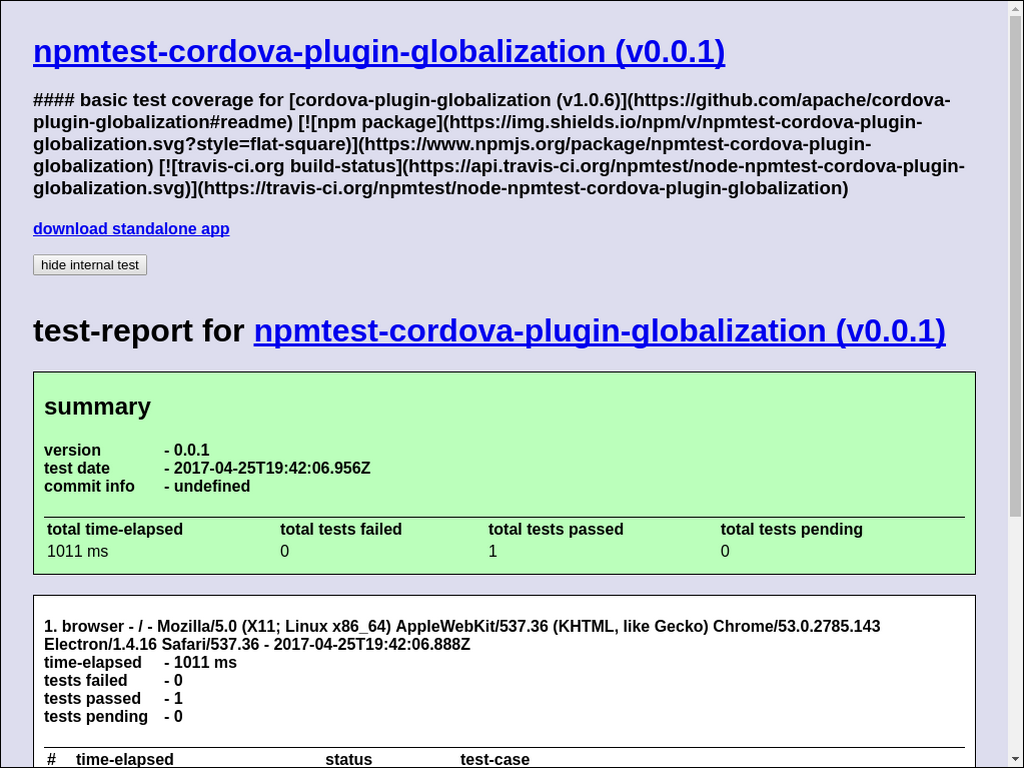 npmtest-cordova-plugin-globalization (v0.0.1)
#### basic test coverage for [cordova-plugin-globalization (v1.0.6)](https://github.com/apache/cordova-
plugin-globalization#readme) [![npm package](https://img.shields.io/npm/v/npmtest-cordova-plugin-
globalization.svg?style=flat-square)](https://www.npmjs.org/package/npmtest-cordova-plugin-
globalization) [![travis-ci.org build-status](https://api.travis-ci.org/npmtest/node-npmtest-cordova-plugin-
globalization.svg)](https://travis-ci.org/npmtest/node-npmtest-cordova-plugin-globalization)
download standalone app
hide internal test
test-report for npmtest-cordova-plugin-globalization (v0.0.1)
summary
version - 0.0.1
test date - 2017-04-25T19:42:06.956Z
commit info - undefined
total time-elapsed total tests failed total tests passed total tests pending
1011 ms 0 1 0
1. browser - / - Mozilla/5.0 (X11; Linux x86_64) AppleWebKit/537.36 (KHTML, like Gecko) Chrome/53.0.2785.143
Electron/1.4.16 Safari/537.36 - 2017-04-25T19:42:06.888Z
time-elapsed - 1011 ms
tests failed - 0
tests passed - 1
tests pending - 0
# time-elapsed status test-case